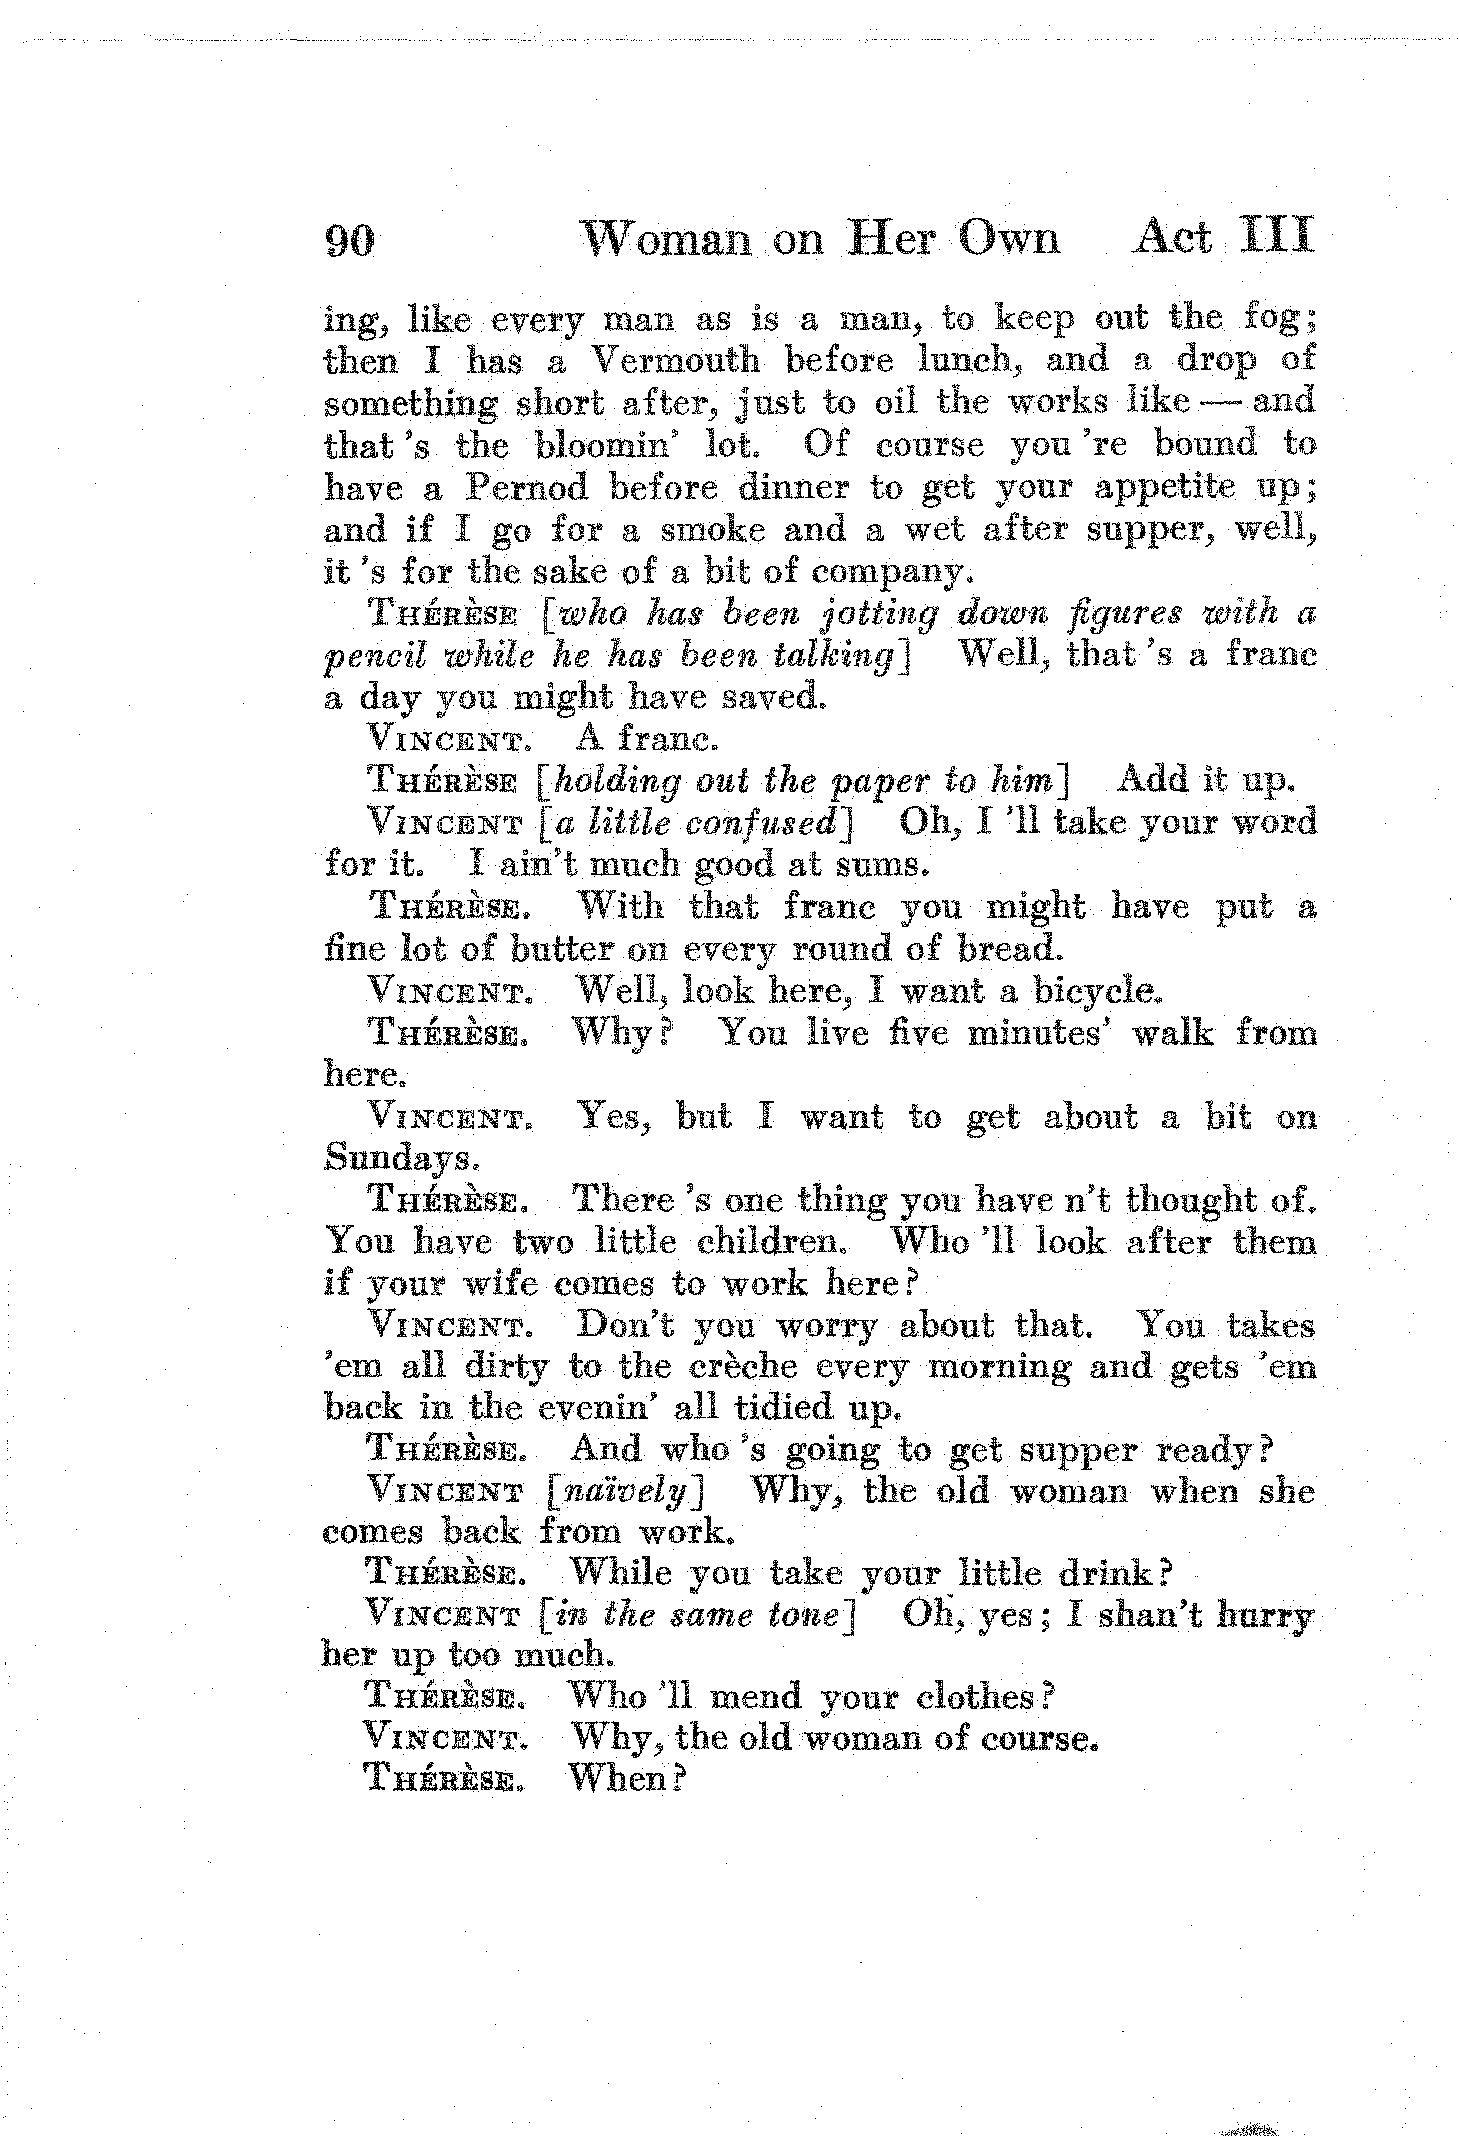 90 Woman on Her Own Act III
ing, like every man as is a man, to keep out the fog;
then I has a Vermouth before lunch, and a drop of
something short after, just to oil the works like — and
that 's the bloomin' lot. Of course you 're bound to
have a Pernod before dinner to get your appetite up;
and if I go for a smoke and a wet after supper, well,
it 's for the sake of a bit of company.
THÉRÈSE [who has been jotting down figures with a
pencil while he has been talking] Well, that 's a franc
a day you might have saved.
VINCENT. A franc.
THÉRÈSE [holding out the paper to him] Add it up.
VINCENT [a little confused] Oh, I 'll take your word
for it. I ain't much good at sums.
THÉRÈSE. With that franc you might have put a
fine lot of butter on every round of bread.
VINCENT. Well, look here, I want a bicycle.
THÉRÈSE. Why? You live five minutes' walk from
here.
VINCENT. Yes, but I want to get about a bit on
Sundays.
THÉRÈSE. There 's one thing you have n't thought of.
You have two little children. Who 'll look after them
if your wife comes to work here?
VINCENT. Don't you worry about that. You takes
'em all dirty to the crèche every morning and gets 'em
back in the evenin' all tidied up.
THÉRÈSE. And who 's going to get supper ready?
VINCENT [naïvely] Why, the old woman when she
comes back from work.
THÉRÈSE. While you take your little drink?
VINCENT [in the same tone] Oh, yes; I shan't hurry
her up too much.
THÉRÈSE. Who 'll mend your clothes?
VINCENT. Why, the old woman of course.
THÉRÈSE. When?